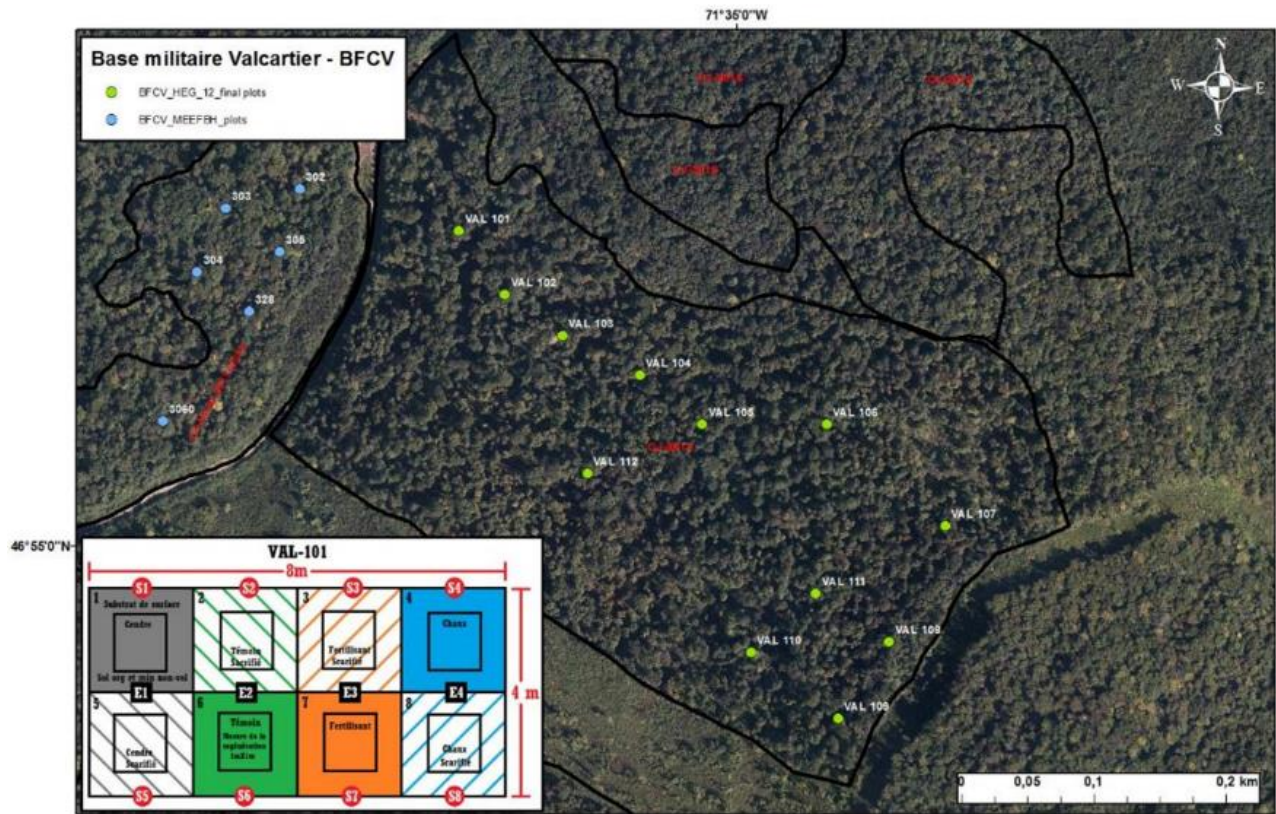 71°35'0"W
Base militaire Valcartier - BFCV
BFCV_HEG_12_final plots
BFCV_MEEFBH_plots
N
W
E
S
302
303
305
304
328
3060
VAL 101
VAL 102
VAL 103
VAL 104
VAL 105
VAL 106
VAL 112
VAL 107
VAL 111
VAL 108
VAL 110
VAL 109
46°55'0"N
VAL-101
8m
S1
S2
S3
S4
1
Substrat de surface
Cendre
Sol org et min non-vol
2
Témoin
Sacrifié
3
Fertilisant
Scarifié
4
Chaux
4 m
E1
E2
E3
E4
5
Cendre
Scarifié
6
Témoin
Mesure de la
7
Fertilisant
8
Chaux
Scarifié
S5
S6
S7
S8
0
0,05
0,1
0,2 km